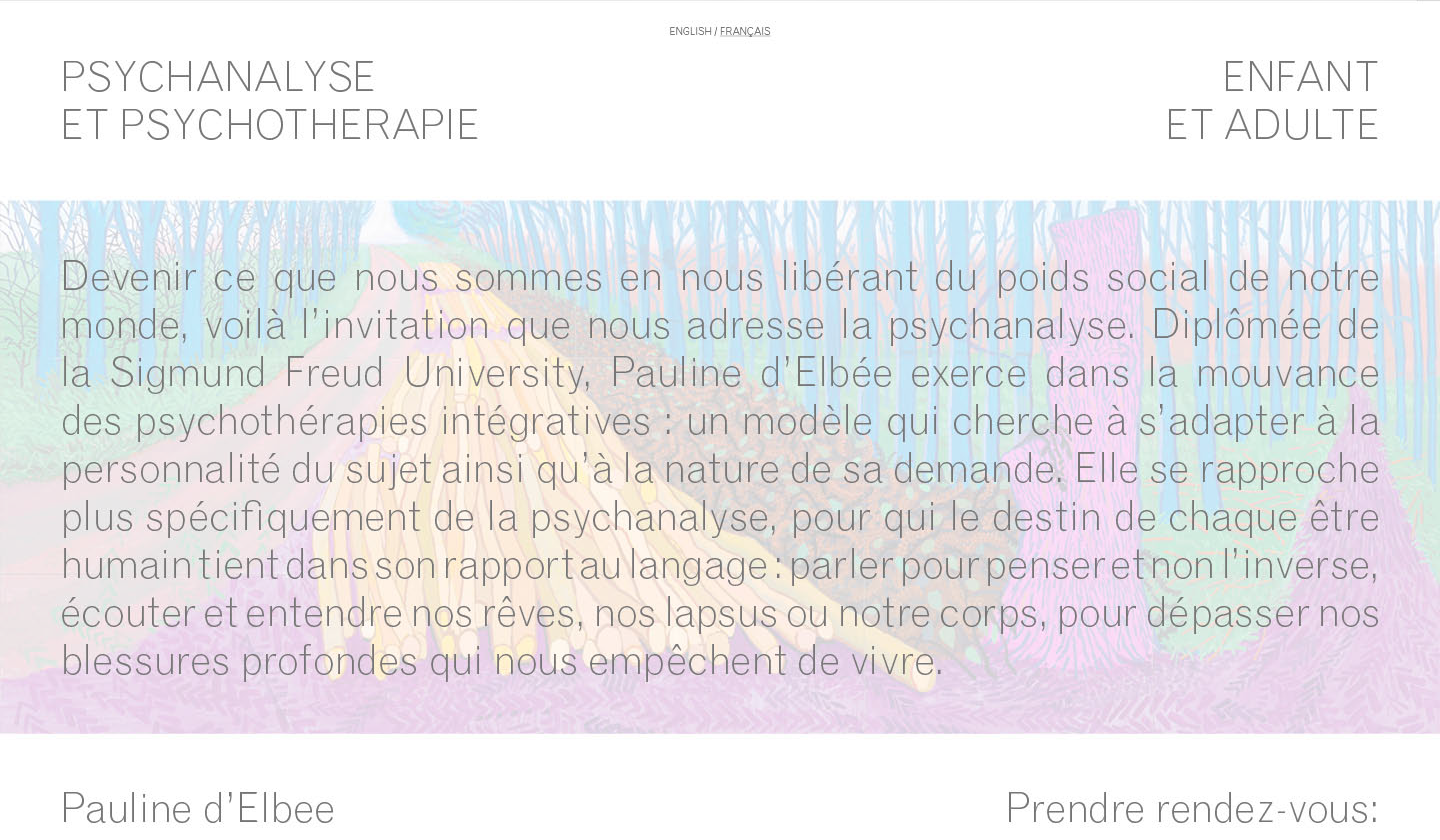 ENGLISH / FRANÇAIS
PSYCHANALYSE
ET PSYCHOTHERAPIE
ENFANT
ET ADULTE
Devenir ce que nous sommes en nous libérant du poids social de notre
monde, voilà l’invitation que nous adresse la psychanalyse. Diplômée de
la Sigmund Freud University, Pauline d’Elbée exerce dans la mouvance
des psychothérapies intégratives : un modèle qui cherche à s’adapter à la
personnalité du sujet ainsi qu’à la nature de sa demande. Elle se rapproche
plus spécifiquement de la psychanalyse, pour qui le destin de chaque être
humain tient dans son rapport au langage : parler pour penser et non l’inverse,
écouter et entendre nos rêves, nos lapsus ou notre corps, pour dépasser nos
blessures profondes qui nous empêchent de vivre.
Pauline d’Elbee
Prendre rendez-vous: